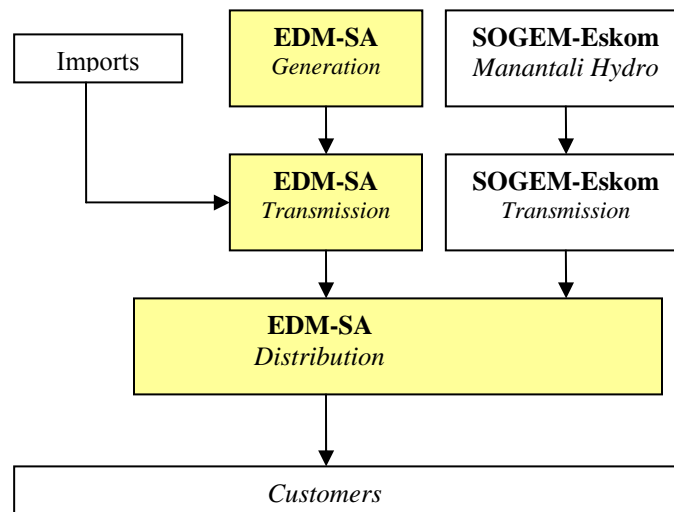 Imports
EDM-SA
Generation
SOGEM-Eskom
Manantali Hydro
EDM-SA
Transmission
SOGEM-Eskom
Transmission
EDM-SA
Distribution
Customers